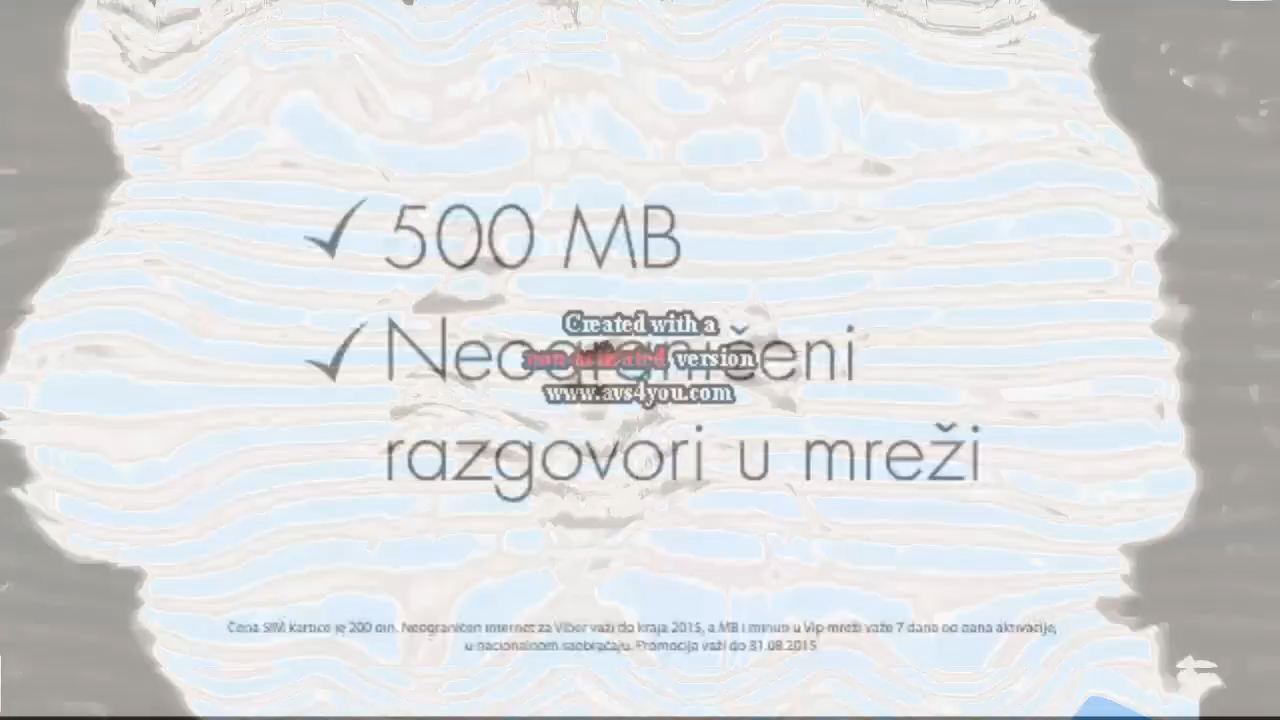 ✓ 500 MB
✓ Neograničeni
Created with a
non-activated version
www.avs4you.com
razgovori u mreži
Cena SIM kartice je 200 din. Neograničen internet za Viber važi do kraja 2015, a MB i minuti u Vip mreži važe 7 dana od dana aktivacije,
u nacionalnom saobraćaju. Promocija važi do 31.08.2015